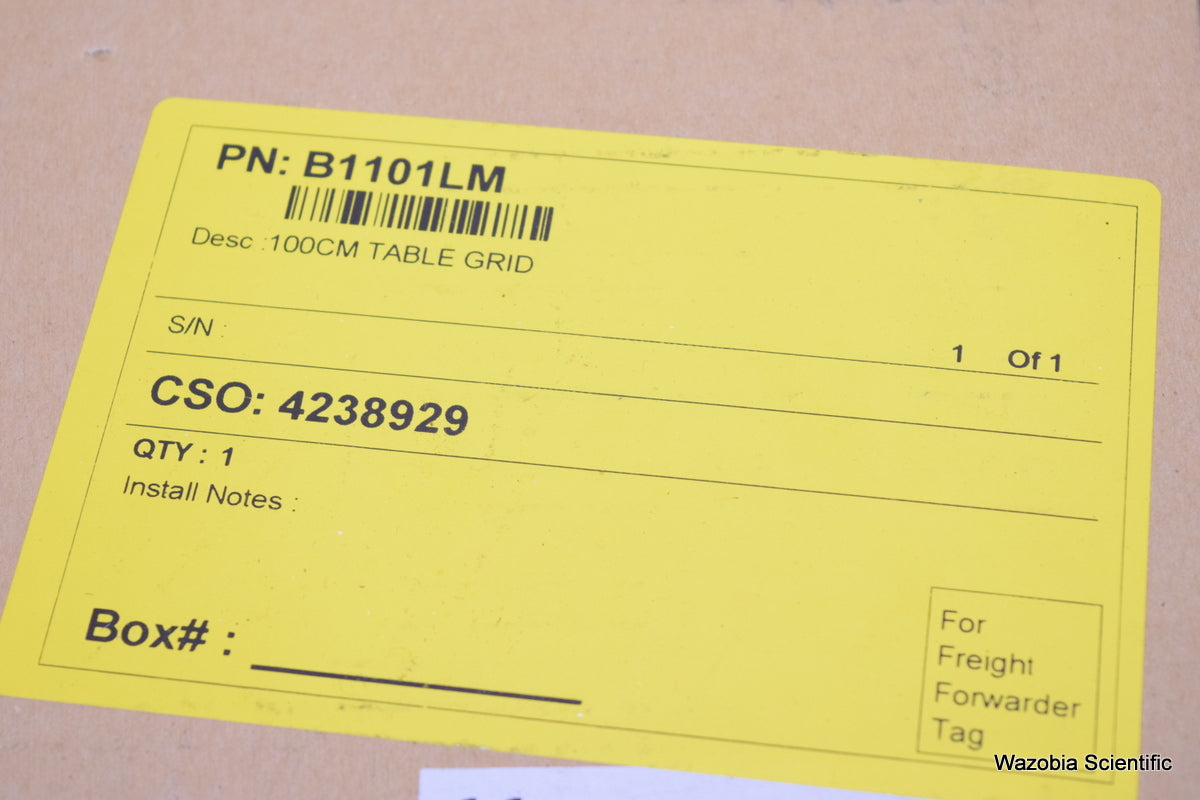 PN: B1101LM
Desc :100CM TABLE GRID
S/N :
1 Of 1
CSO: 4238929
QTY : 1
Install Notes :
Box# :
For
Freight
Forwarder
Tag
Wazobia Scientific